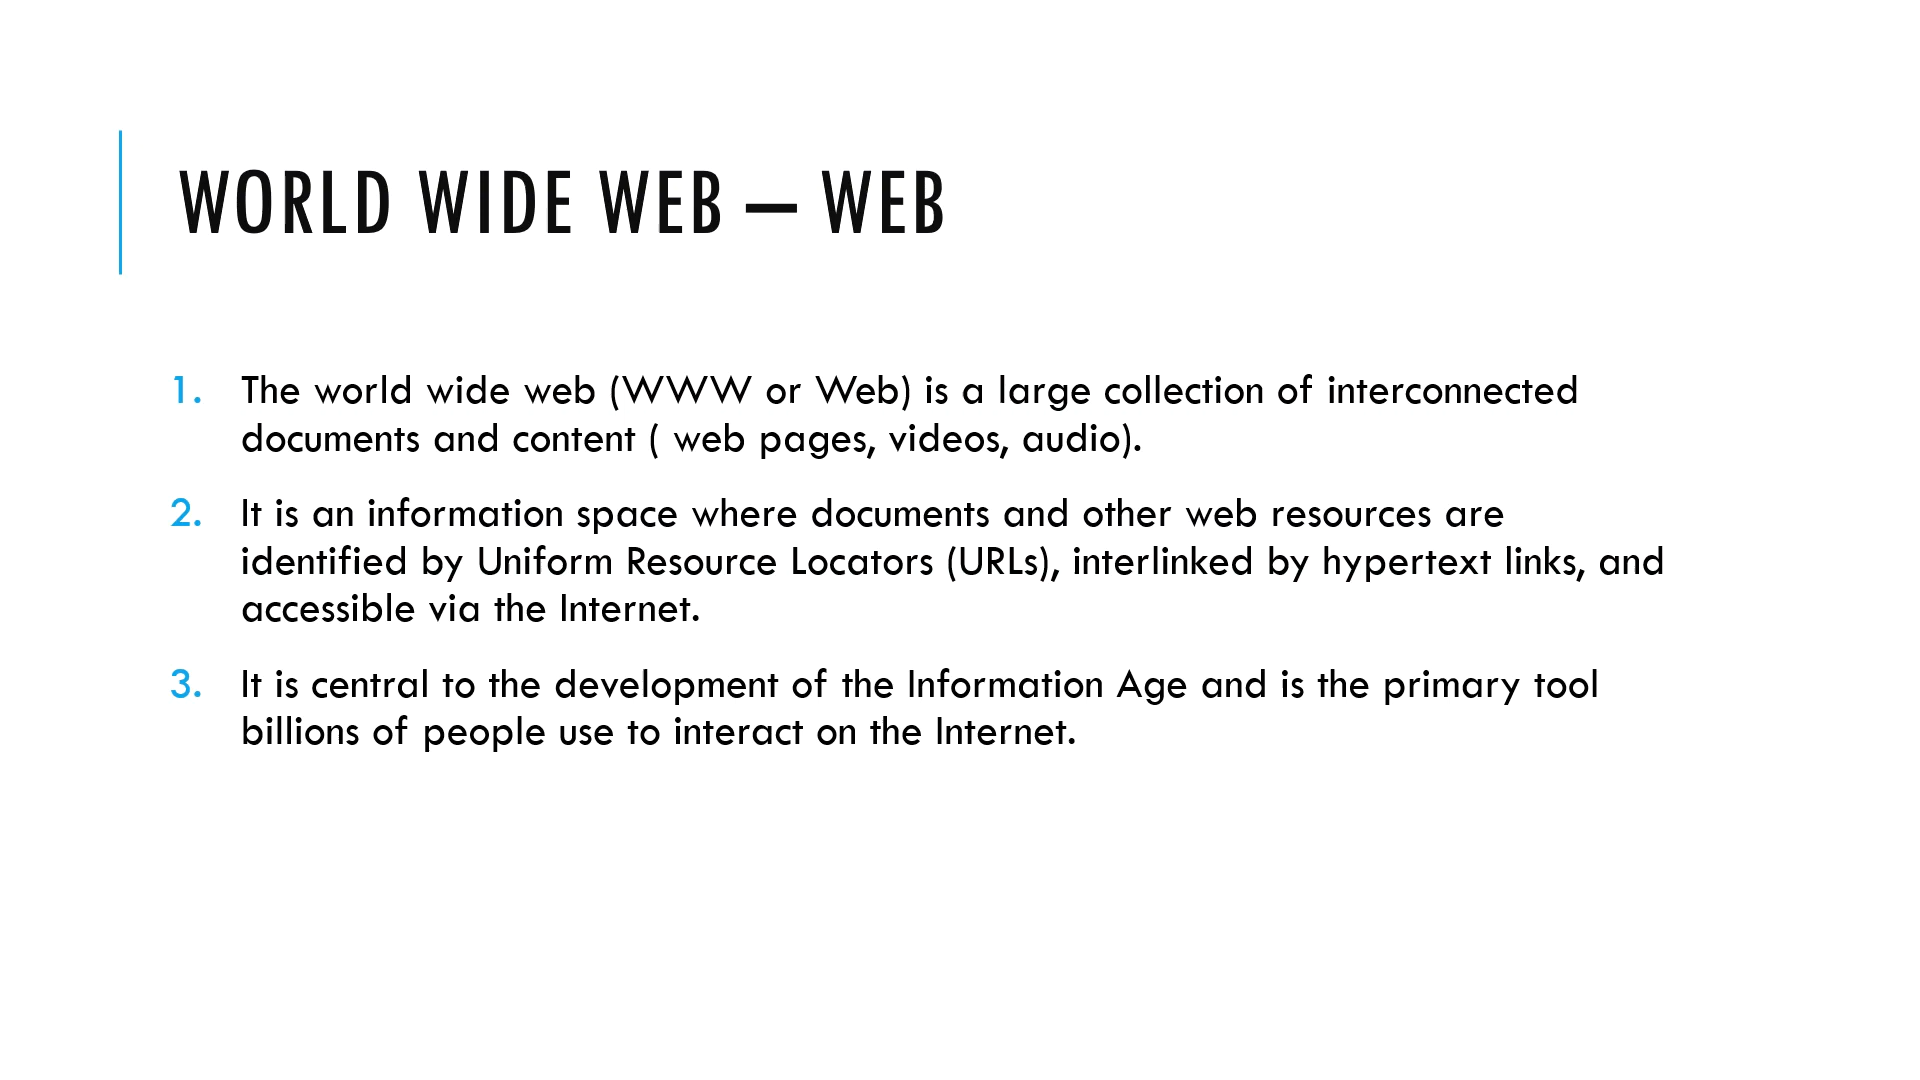 WORLD WIDE WEB – WEB
1. The world wide web (WWW or Web) is a large collection of interconnected
documents and content ( web pages, videos, audio).
2. It is an information space where documents and other web resources are
identified by Uniform Resource Locators (URLs), interlinked by hypertext links, and
accessible via the Internet.
3. It is central to the development of the Information Age and is the primary tool
billions of people use to interact on the Internet.